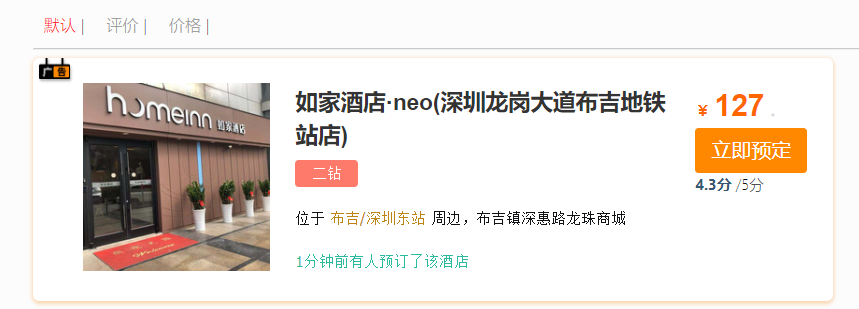 默认 | 评价 | 价格 |
广告
homeinn 如家酒店
如家酒店·neo(深圳龙岗大道布吉地铁
站店)
¥ 127
立即预定
4.3分 /5分
二钻
位于 布吉/深圳东站 周边，布吉镇深惠路龙珠商城
1分钟前有人预订了该酒店